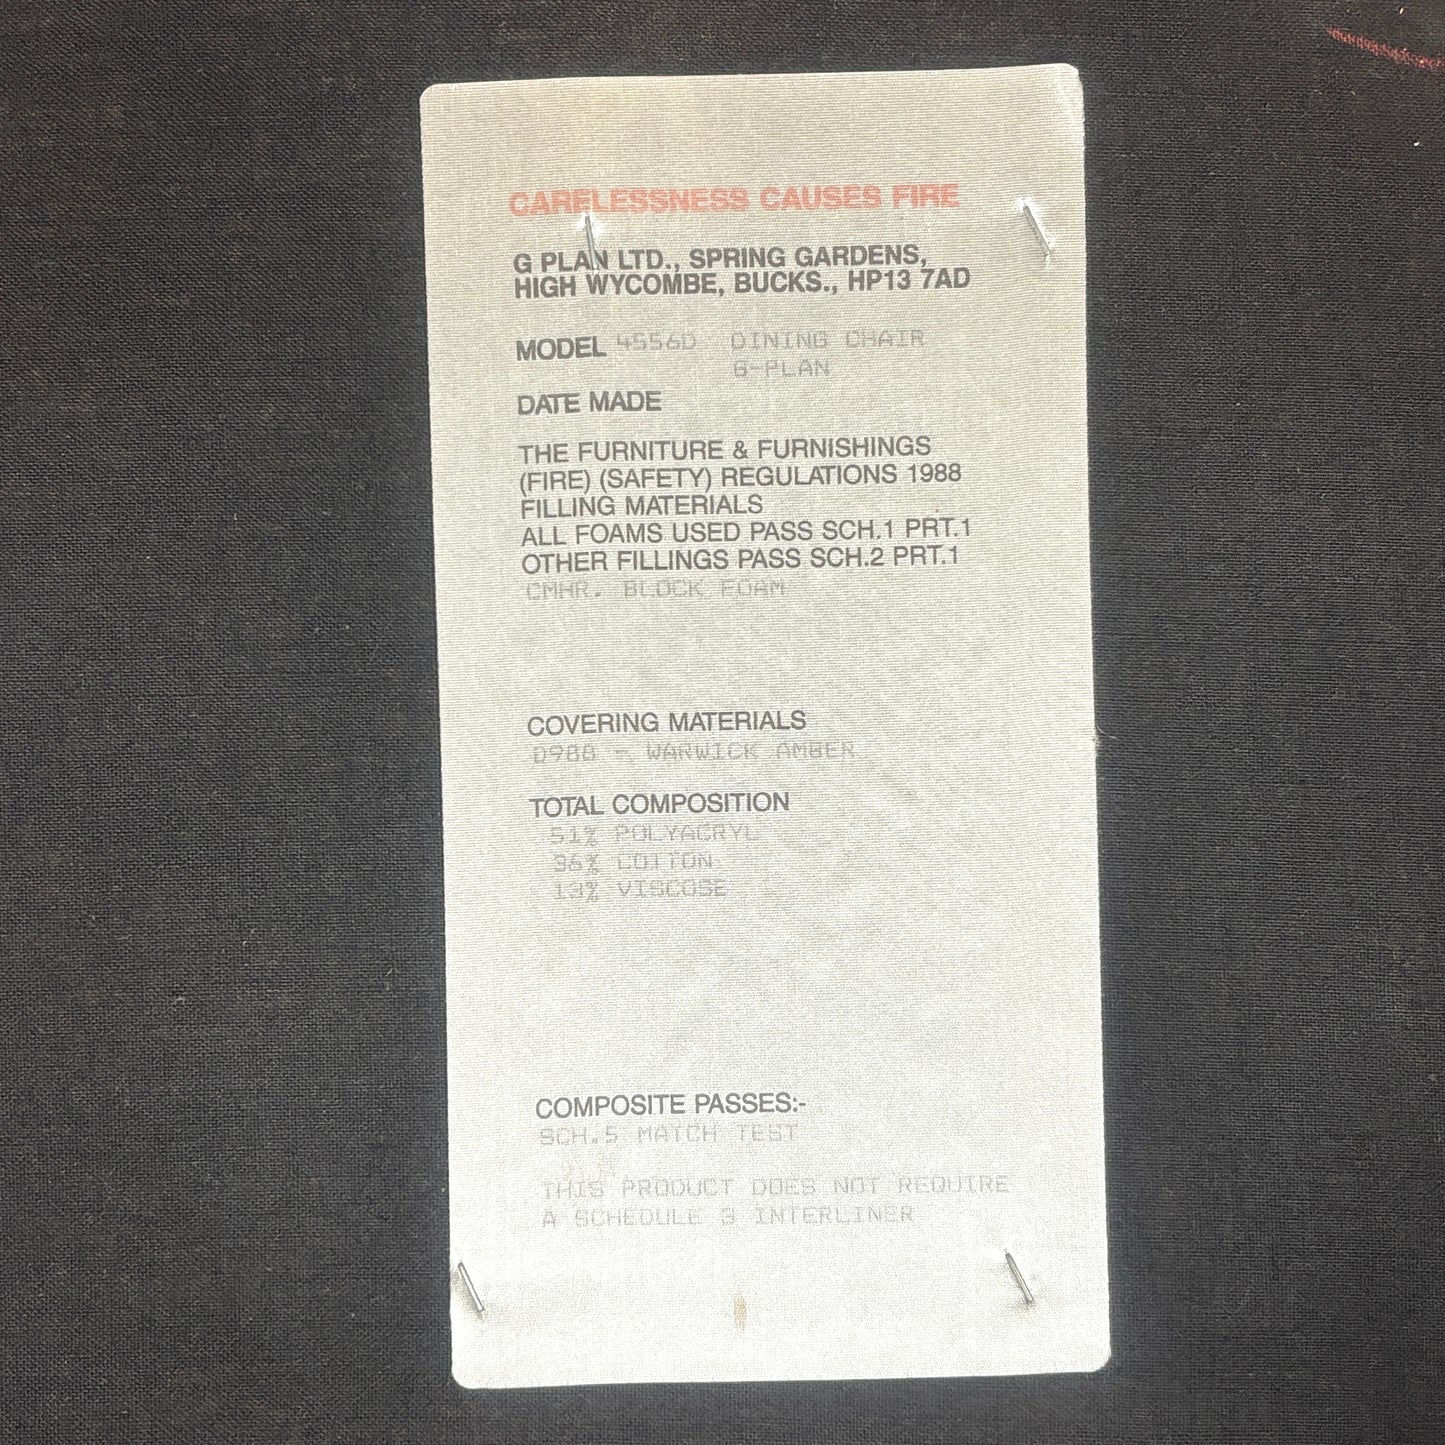 CARELESSNESS CAUSES FIRE
G PLAN LTD., SPRING GARDENS,
HIGH WYCOMBE, BUCKS., HP13 7AD
MODEL 4556D DINING CHAIR
G-PLAN
DATE MADE
THE FURNITURE & FURNISHINGS
(FIRE) (SAFETY) REGULATIONS 1988
FILLING MATERIALS
ALL FOAMS USED PASS SCH.1 PRT.1
OTHER FILLINGS PASS SCH.2 PRT.1
CMHR. BLOCK FOAM
COVERING MATERIALS
- WARWICK AMBER
TOTAL COMPOSITION
51% POLYACRYL
36% COTTON
13% VISCOSE
COMPOSITE PASSES:-
SCH.5 MATCH TEST
THIS PRODUCT DOES NOT REQUIRE
A SCHEDULE 3 INTERLINER